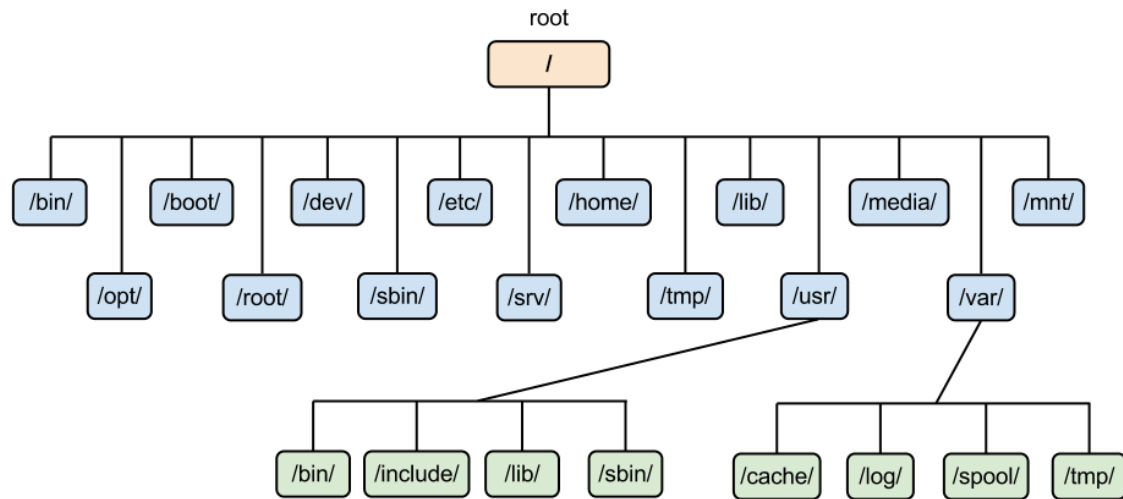 root
/
/bin/ /boot/ /dev/ /etc/ /home/ /lib/ /media/ /mnt/
/opt/ /root/ /sbin/ /srv/ /tmp/ /usr/ /var/
/bin/ /include/ /lib/ /sbin/ /cache/ /log/ /spool/ /tmp/